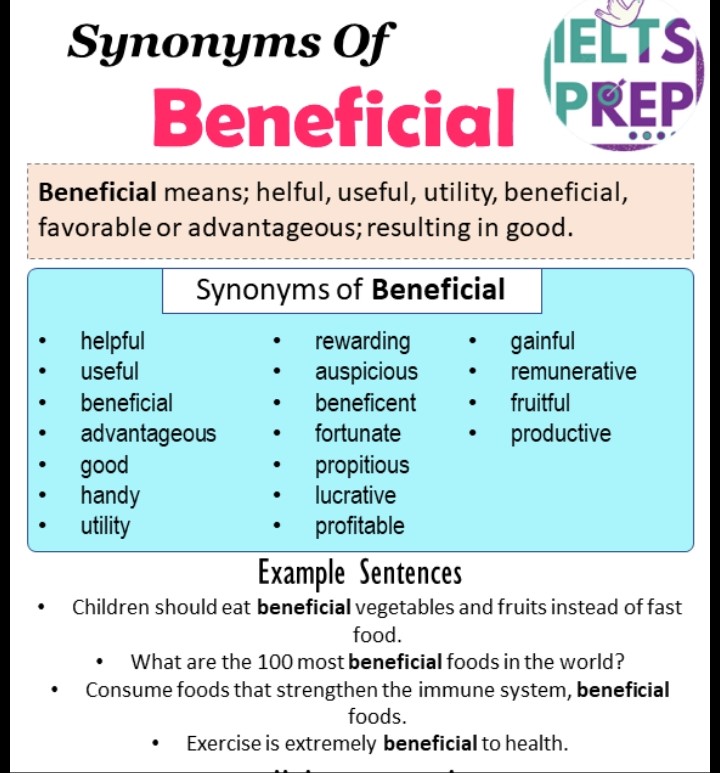 Synonyms Of
IELTS
PREP
Beneficial
Beneficial means; helful, useful, utility, beneficial,
favorable or advantageous; resulting in good.
Synonyms of Beneficial
• helpful
• useful
• beneficial
• advantageous
• good
• handy
• utility
• rewarding
• auspicious
• beneficent
• fortunate
• propitious
• lucrative
• profitable
• gainful
• remunerative
• fruitful
• productive
Example Sentences
• Children should eat beneficial vegetables and fruits instead of fast
food.
• What are the 100 most beneficial foods in the world?
• Consume foods that strengthen the immune system, beneficial
foods.
• Exercise is extremely beneficial to health.